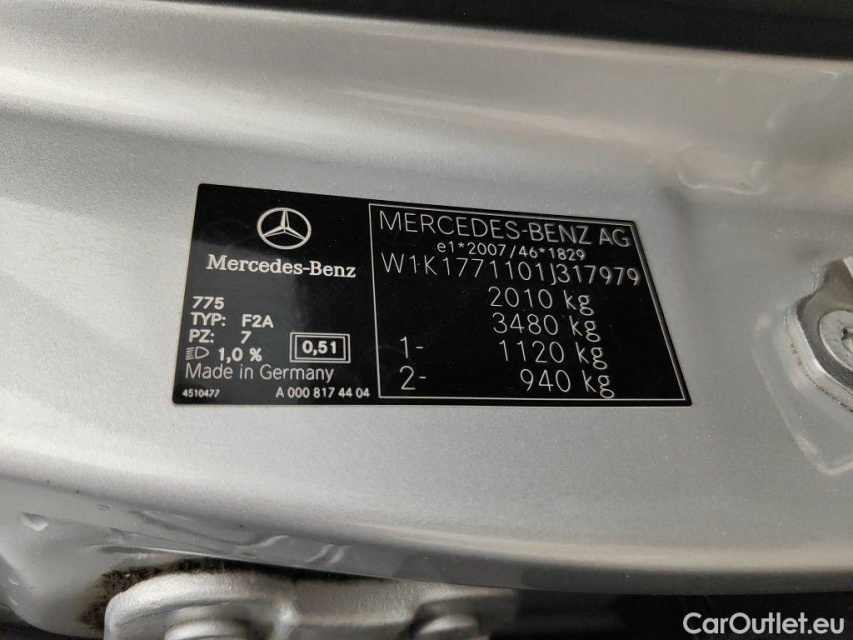 Mercedes-Benz
775
TYP: F2A
PZ: 7
1,0 %
0,51
Made in Germany
4510477 A 000 817 44 04
MERCEDES-BENZ AG
e1*2007/46*1829
W1K1771101J317979
2010 kg
3480 kg
1- 1120 kg
2- 940 kg
CarOutlet.eu